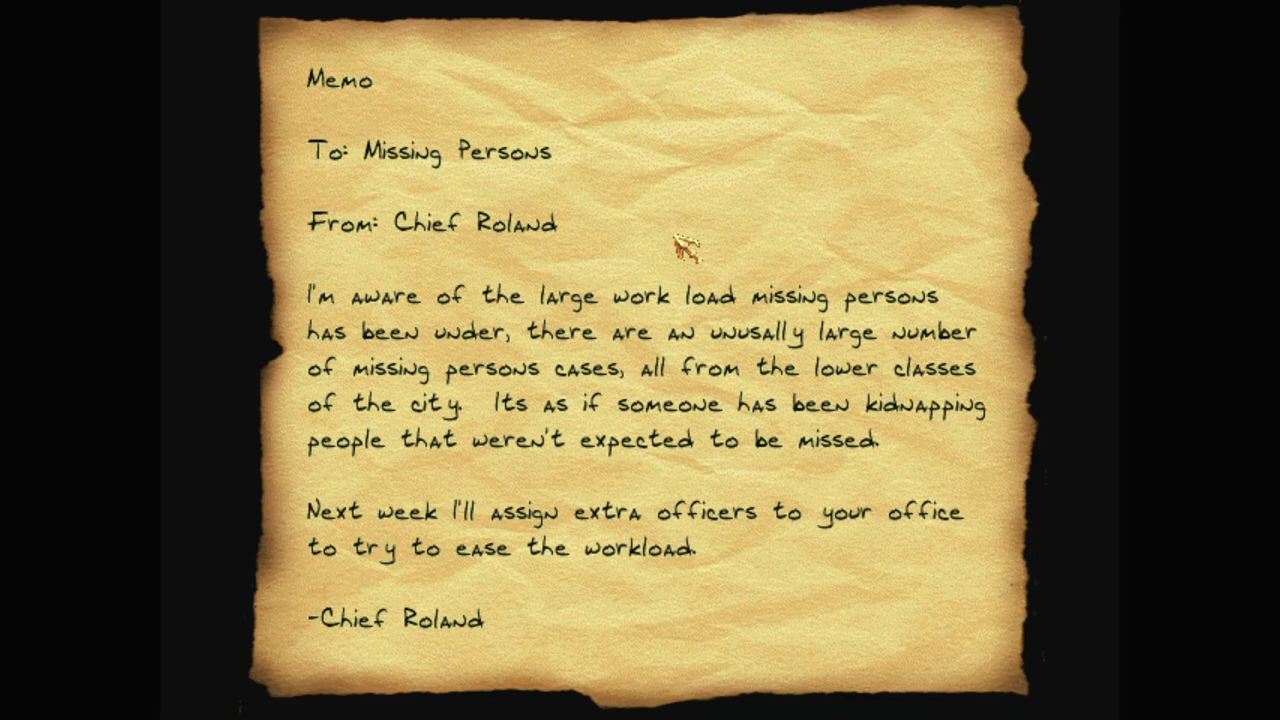 Memo
To: Missing Persons
From: Chief Roland
I'm aware of the large work load missing persons
has been under, there are an unusally large number
of missing persons cases, all from the lower classes
of the city.  Its as if someone has been kidnapping
people that weren't expected to be missed.
Next week I'll assign extra officers to your office
to try to ease the workload.
-Chief Roland